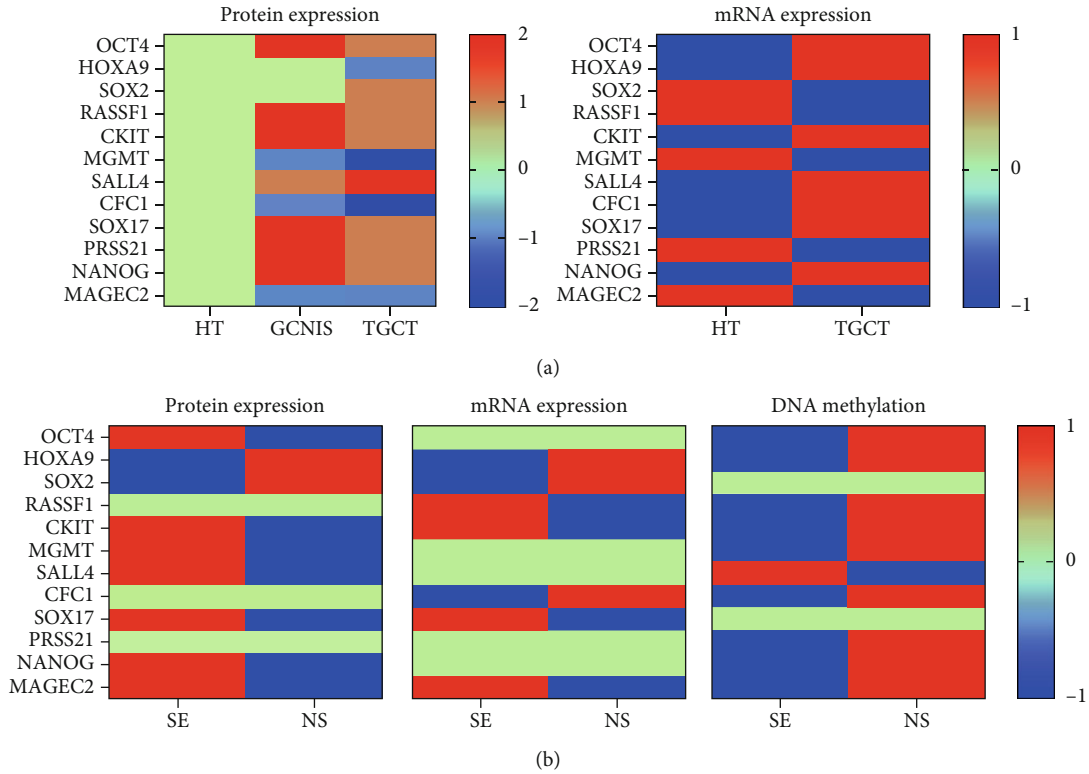 Protein expression
mRNA expression
OCT4
HOXA9
SOX2
RASSF1
CKIT
MGMT
SALL4
CFC1
SOX17
PRSS21
NANOG
MAGEC2
HT
GCNIS
TGCT
2
1
0
−1
−2
OCT4
HOXA9
SOX2
RASSF1
CKIT
MGMT
SALL4
CFC1
SOX17
PRSS21
NANOG
MAGEC2
HT
TGCT
1
0
−1
(a)
Protein expression
mRNA expression
DNA methylation
OCT4
HOXA9
SOX2
RASSF1
CKIT
MGMT
SALL4
CFC1
SOX17
PRSS21
NANOG
MAGEC2
SE
NS
SE
NS
SE
NS
1
0
−1
(b)